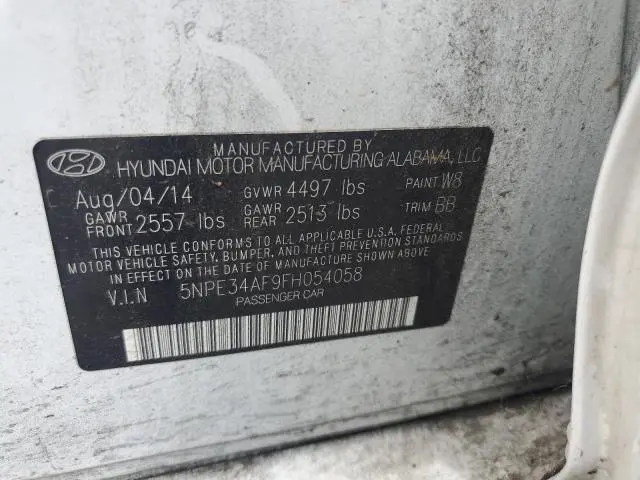 MANUFACTURED BY
HYUNDAI MOTOR MANUFACTURING ALABAMA, LLC
Aug/04/14 GVWR 4497 lbs PAINT W8
GAWR FRONT 2557 lbs GAWR REAR 2513 lbs TRIM BB
THIS VEHICLE CONFORMS TO ALL APPLICABLE U.S.A. FEDERAL
MOTOR VEHICLE SAFETY, BUMPER, AND THEFT PREVENTION STANDARDS
IN EFFECT ON THE DATE OF MANUFACTURE SHOWN ABOVE.
V.I.N 5NPE34AF9FH054058
PASSENGER CAR